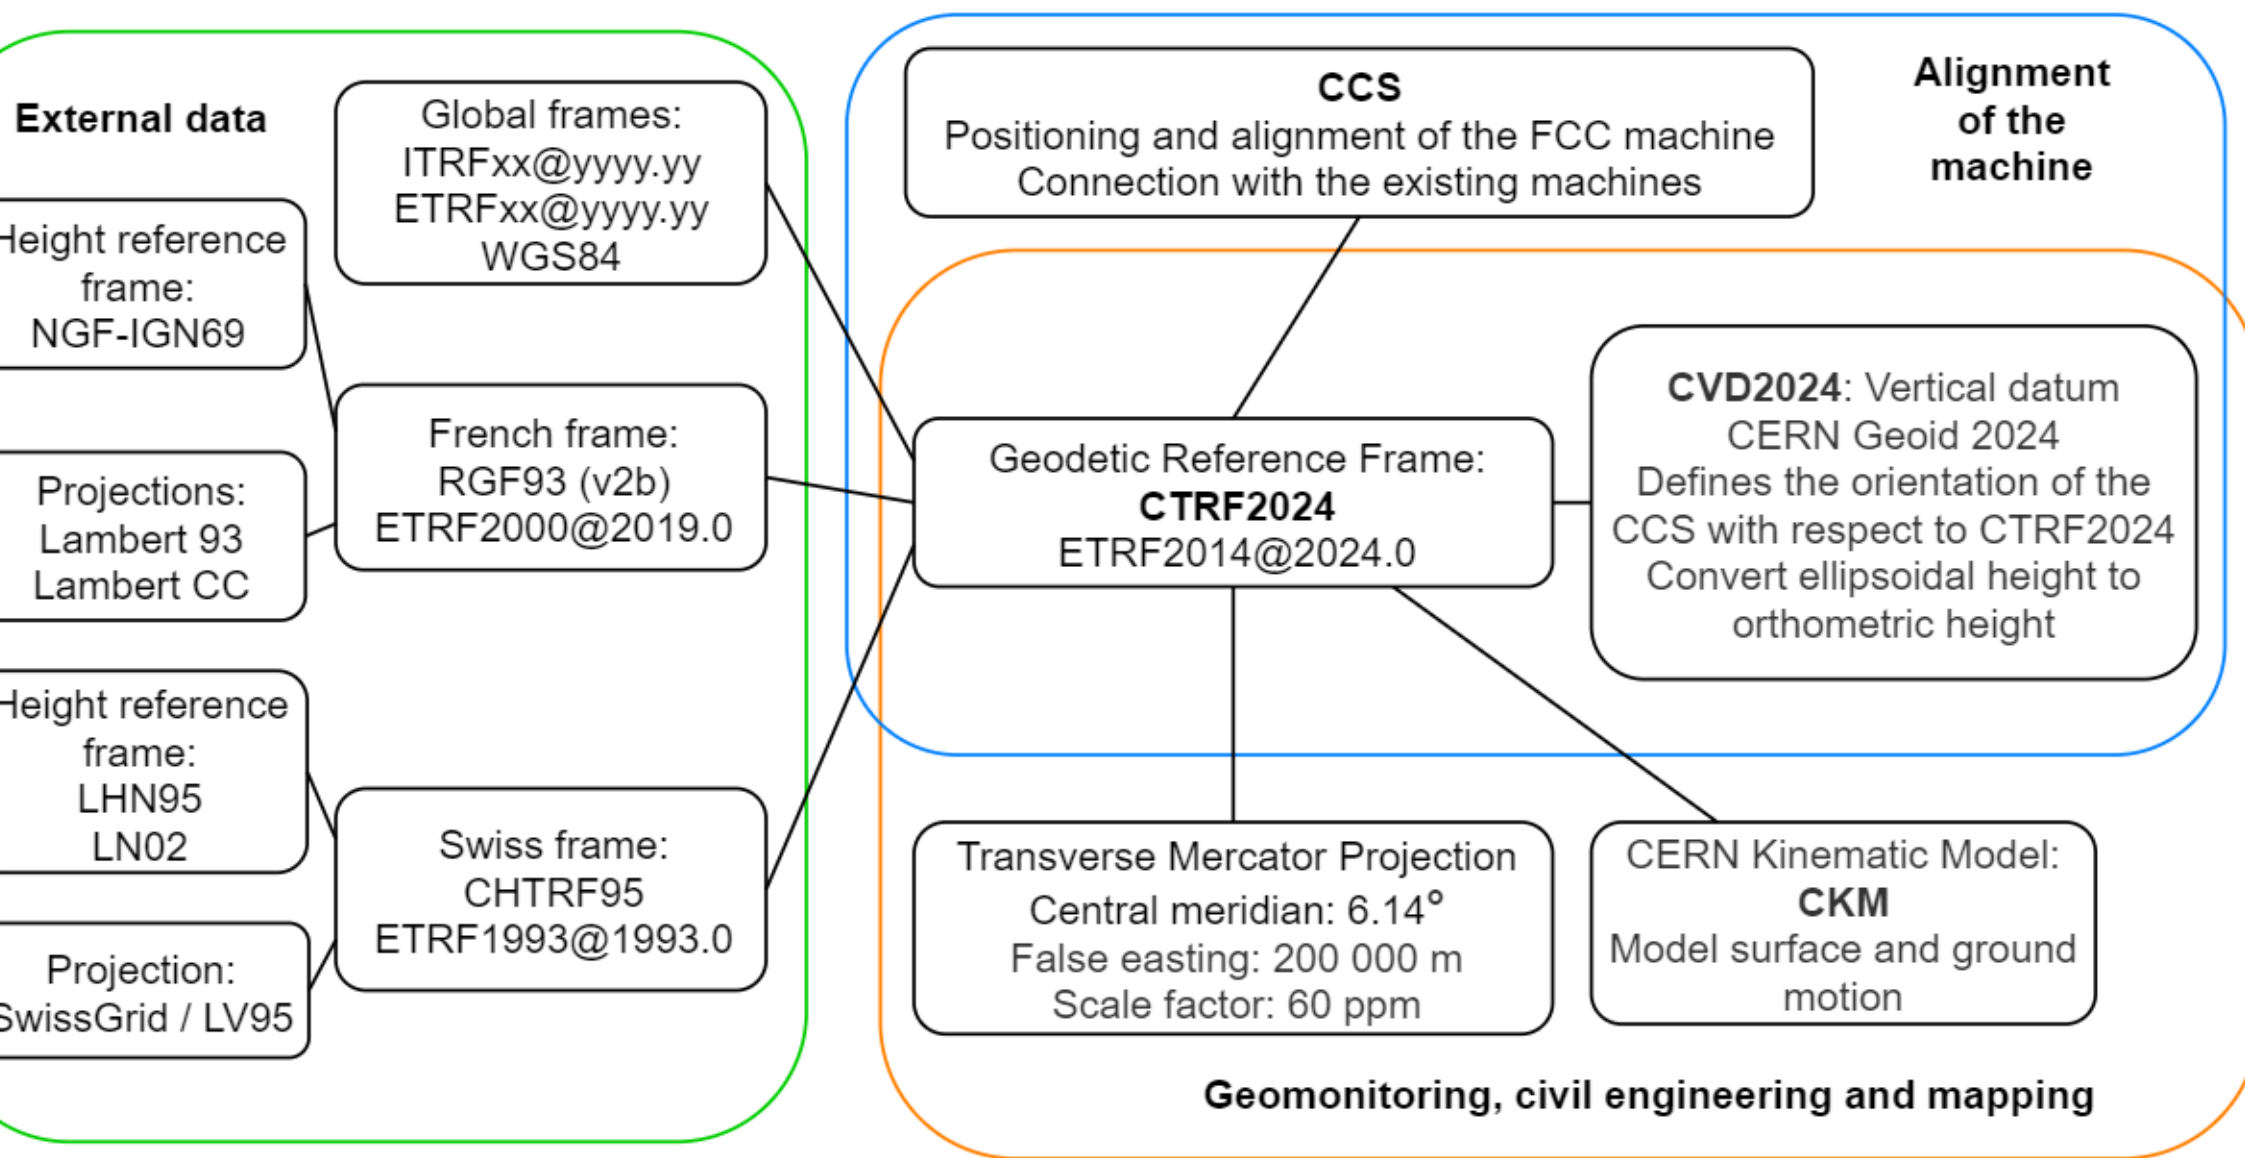 External data
Global frames:
ITRFxx@yyyy.yy
ETRFxx@yyyy.yy
WGS84
Height reference
frame:
NGF-IGN69
French frame:
RGF93 (v2b)
ETRF2000@2019.0
Projections:
Lambert 93
Lambert CC
Height reference
frame:
LHN95
LN02
Swiss frame:
CHTRF95
ETRF1993@1993.0
Projection:
SwissGrid / LV95
CCS
Positioning and alignment of the FCC machine
Connection with the existing machines
Alignment
of the
machine
Geodetic Reference Frame:
CTRF2024
ETRF2014@2024.0
CVD2024: Vertical datum
CERN Geoid 2024
Defines the orientation of the
CCS with respect to CTRF2024
Convert ellipsoidal height to
orthometric height
Transverse Mercator Projection
Central meridian: 6.14°
False easting: 200 000 m
Scale factor: 60 ppm
CERN Kinematic Model:
CKM
Model surface and ground
motion
Geomonitoring, civil engineering and mapping